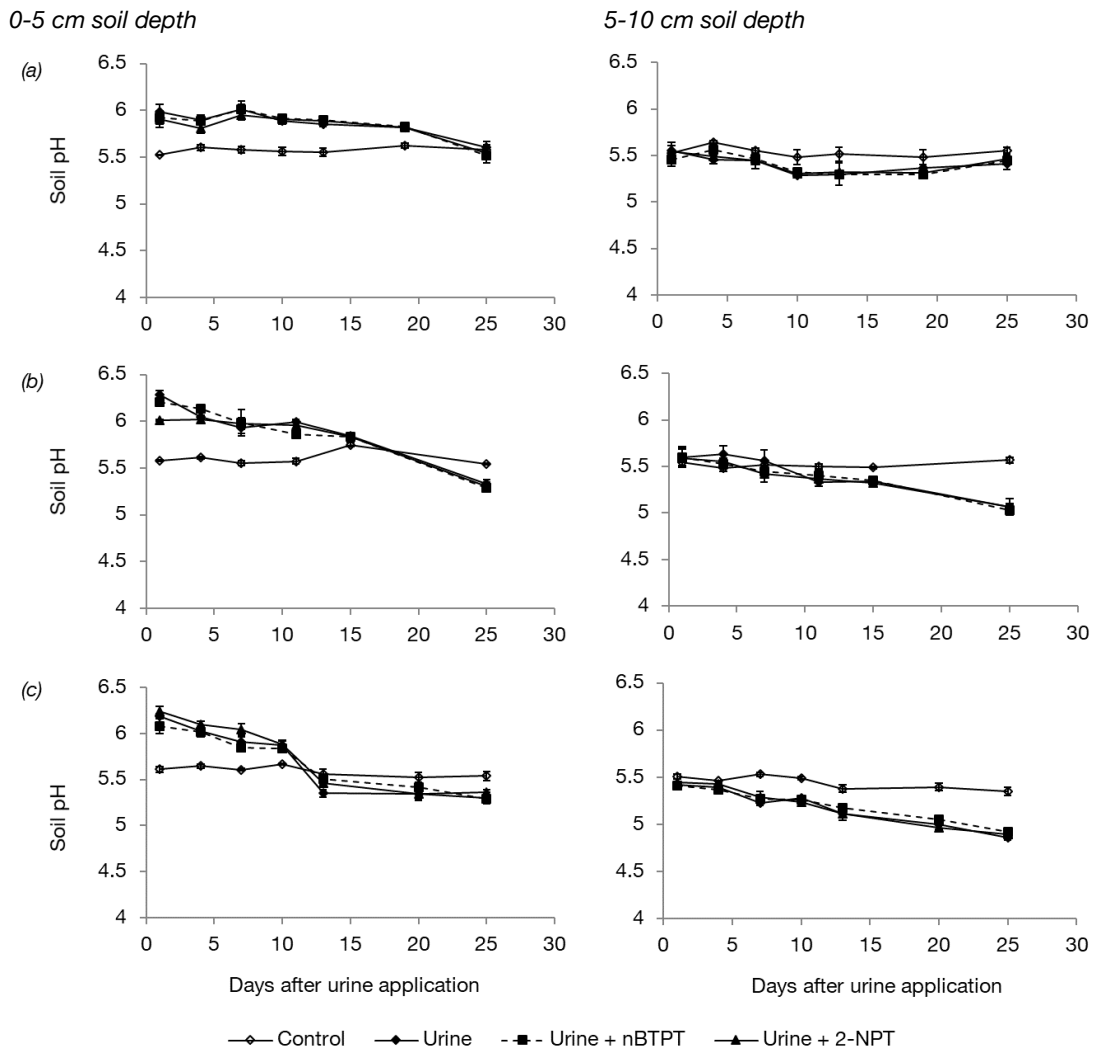 0-5 cm soil depth
5-10 cm soil depth
(a)
Soil pH
6.5
6
5.5
5
4.5
4
0 5 10 15 20 25 30
6.5
6
5.5
5
4.5
4
0 5 10 15 20 25 30
(b)
Soil pH
6.5
6
5.5
5
4.5
4
0 5 10 15 20 25 30
6.5
6
5.5
5
4.5
4
0 5 10 15 20 25 30
(c)
Soil pH
6.5
6
5.5
5
4.5
4
0 5 10 15 20 25 30
Days after urine application
6.5
6
5.5
5
4.5
4
0 5 10 15 20 25 30
Days after urine application
Control Urine Urine + nBTPT Urine + 2-NPT